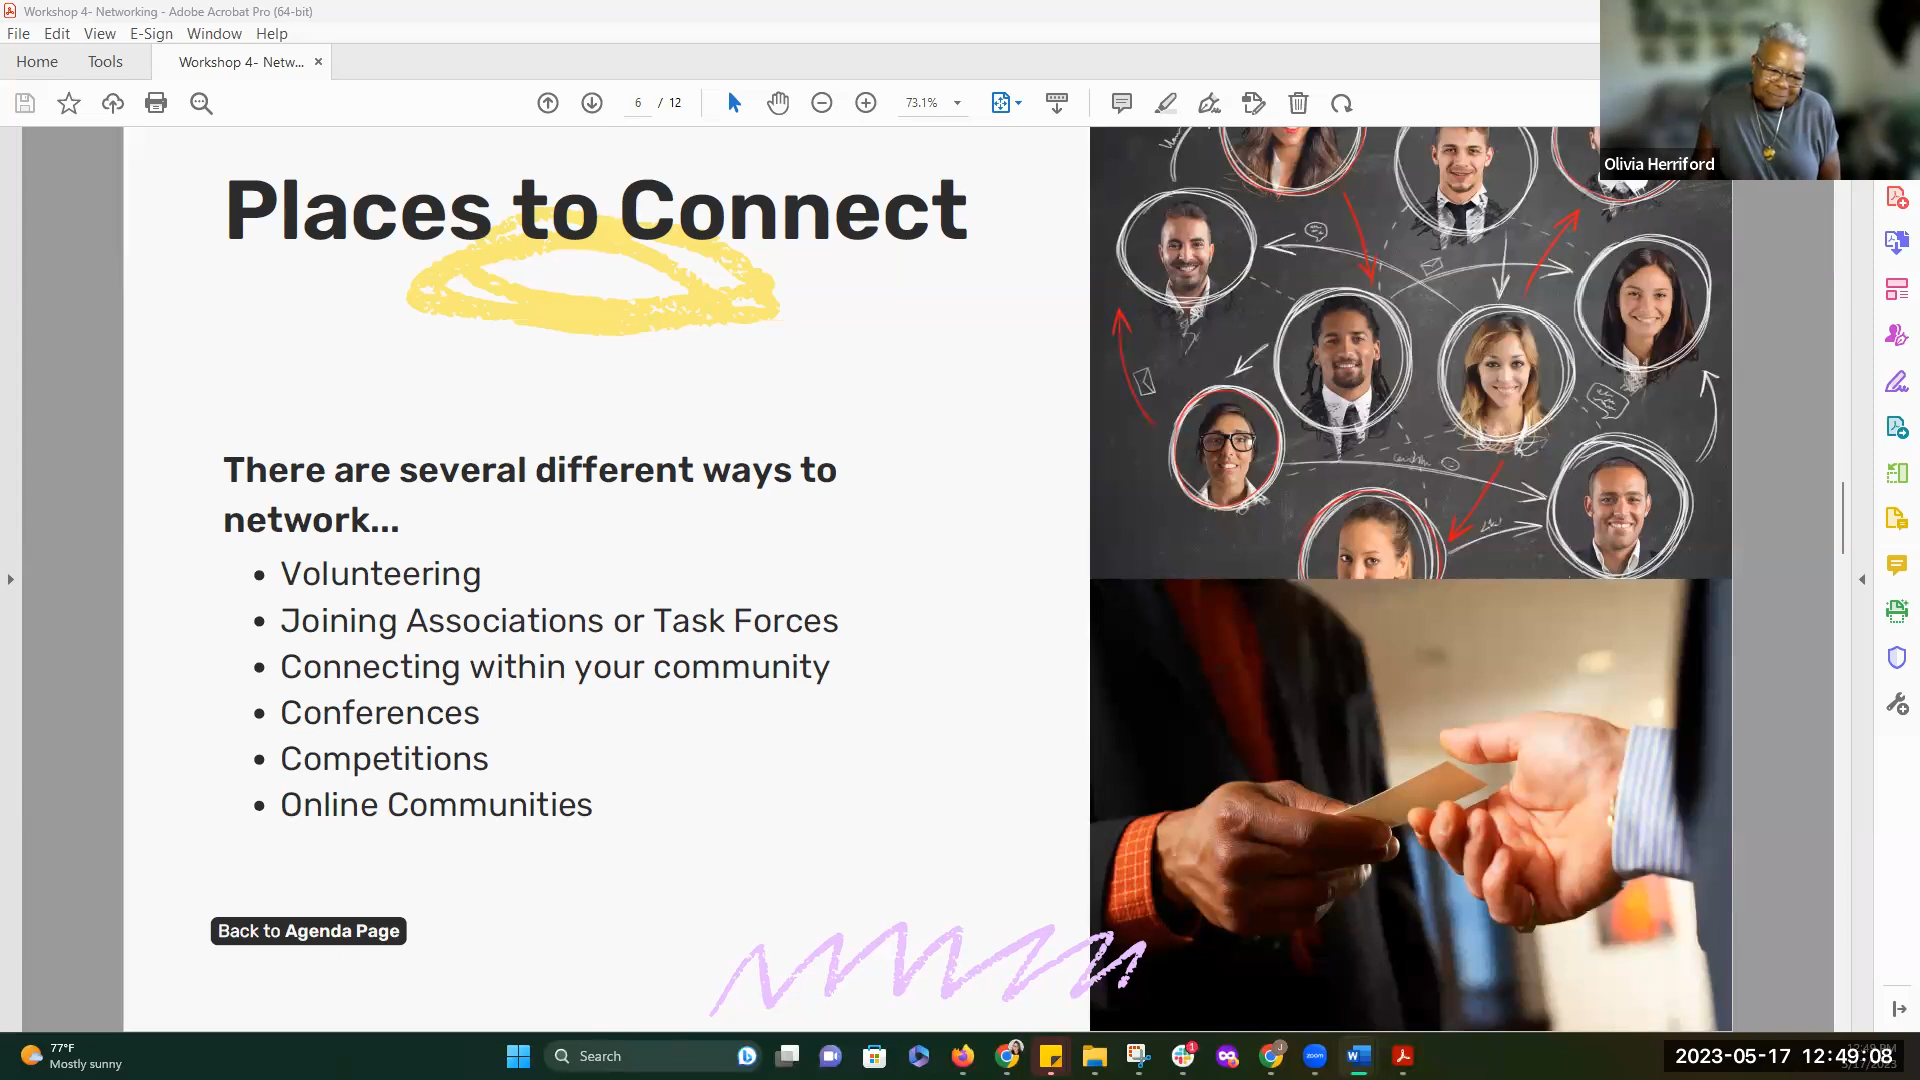 Workshop 4- Networking - Adobe Acrobat Pro (64-bit)
File Edit View E-Sign Window Help
Home Tools Workshop 4- Netw... ×
6 / 12 73.1%
Olivia Herriford
Places to Connect
There are several different ways to
network...
• Volunteering
• Joining Associations or Task Forces
• Connecting within your community
• Conferences
• Competitions
• Online Communities
Back to Agenda Page
77°F
Mostly sunny
Search
1
J
zoom
2023-05-17 12:49:08